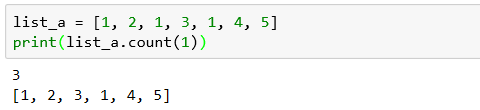 list_a = [1, 2, 1, 3, 1, 4, 5]
print(list_a.count(1))
3
[1, 2, 3, 1, 4, 5]